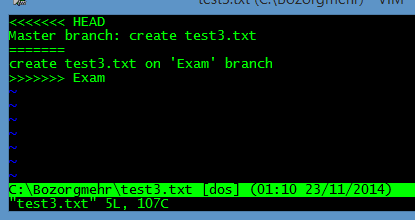 test3.txt (C:\Bozorgmehr) - VIM
<<<<<<< HEAD
Master branch: create test3.txt
=======
create test3.txt on 'Exam' branch
>>>>>>> Exam
~
~
~
~
~
~
C:\Bozorgmehr\test3.txt [dos] (01:10 23/11/2014)
"test3.txt" 5L, 107C